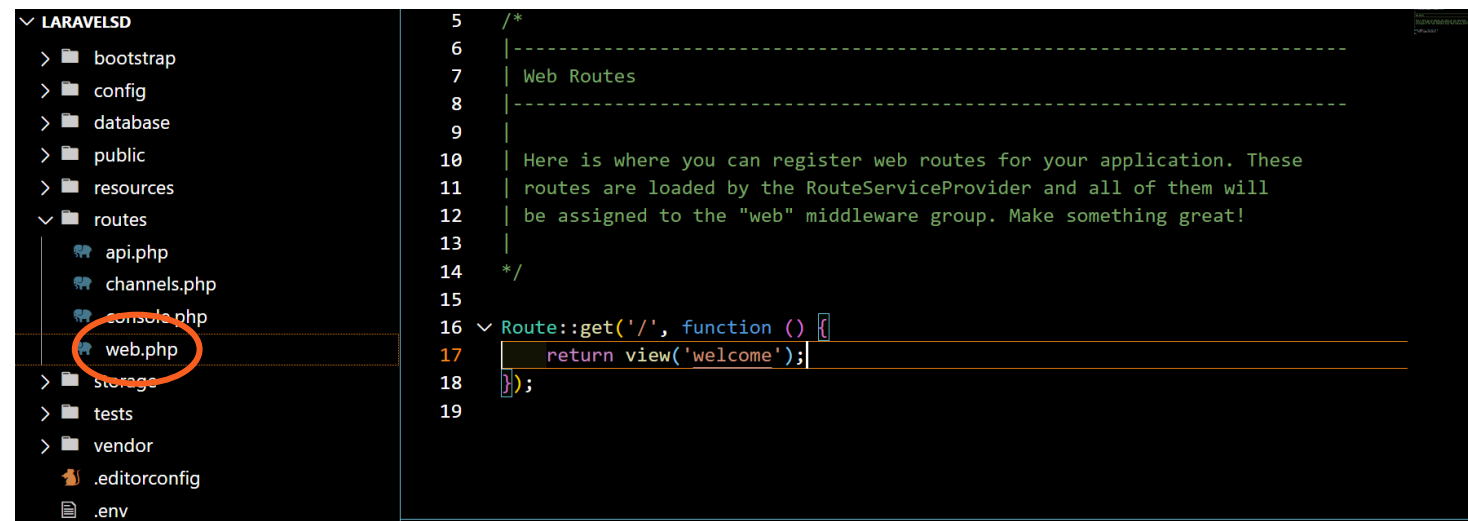 LARAVELSD
bootstrap
config
database
public
resources
routes
api.php
channels.php
console.php
web.php
storage
tests
vendor
.editorconfig
.env
5 /*
6 |--------------------------------------------------------------------------
7 | Web Routes
8 |--------------------------------------------------------------------------
9 |
10 | Here is where you can register web routes for your application. These
11 | routes are loaded by the RouteServiceProvider and all of them will
12 | be assigned to the "web" middleware group. Make something great!
13 |
14 */
15
16 Route::get('/', function () {
17 return view('welcome');
18 });
19